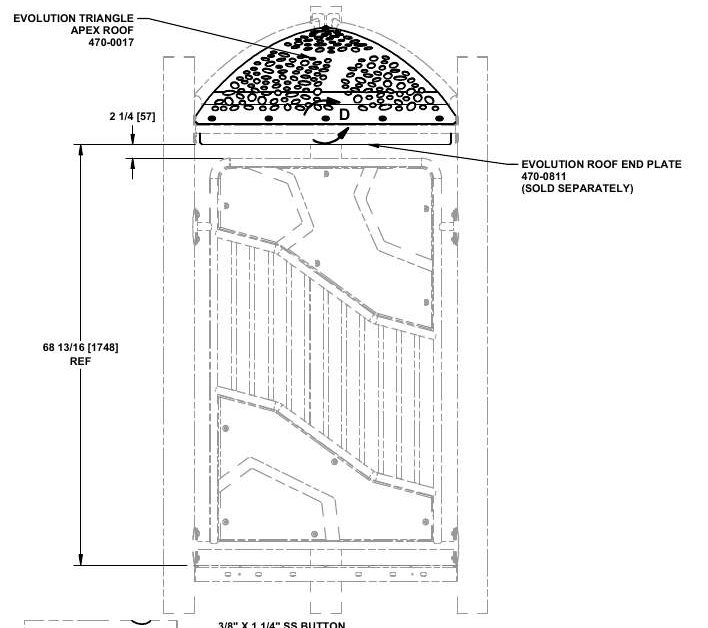 EVOLUTION TRIANGLE
APEX ROOF
470-0017
2 1/4 [57]
D
EVOLUTION ROOF END PLATE
470-0811
(SOLD SEPARATELY)
68 13/16 [1748]
REF
3/8" X 1 1/4" SS BUTTON